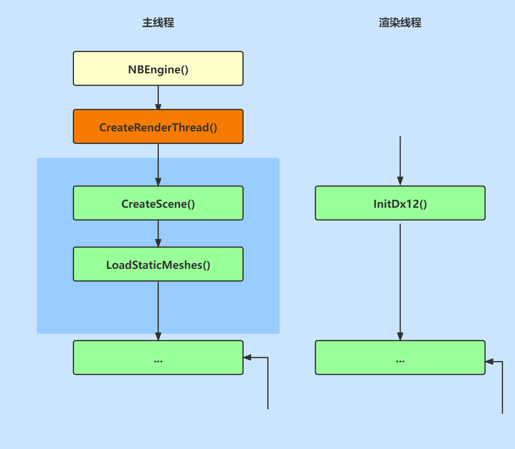 主线程
渲染线程
NBEngine()
CreateRenderThread()
CreateScene()
InitDx12()
LoadStaticMeshes()
...
...